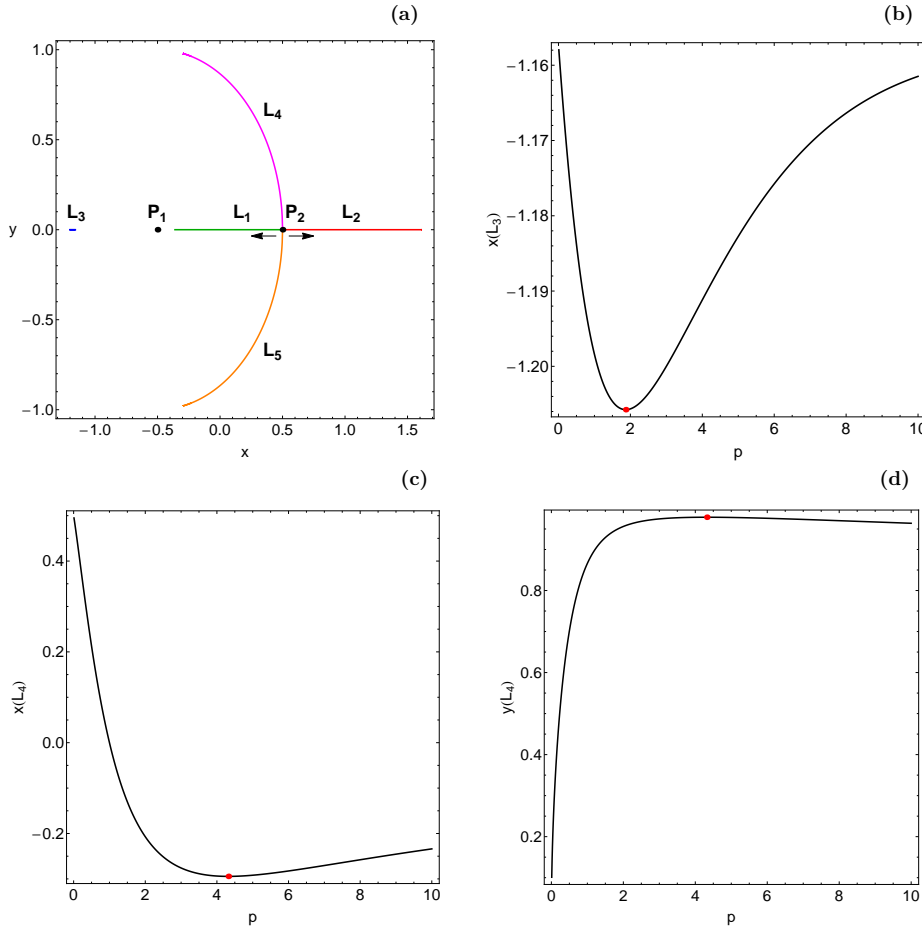 (a)
1.0
0.5
y 0.0
−0.5
−1.0
L4
L3 P1 L1 P2 L2
L5
−1.0 −0.5 0.0 0.5 1.0 1.5
x
(b)
−1.16
−1.17
−1.18
−1.19
−1.20
x(L3)
0 2 4 6 8 10
p
(c)
0.4
0.2
0.0
−0.2
x(L4)
0 2 4 6 8 10
p
(d)
0.8
0.6
0.4
0.2
y(L4)
0 2 4 6 8 10
p